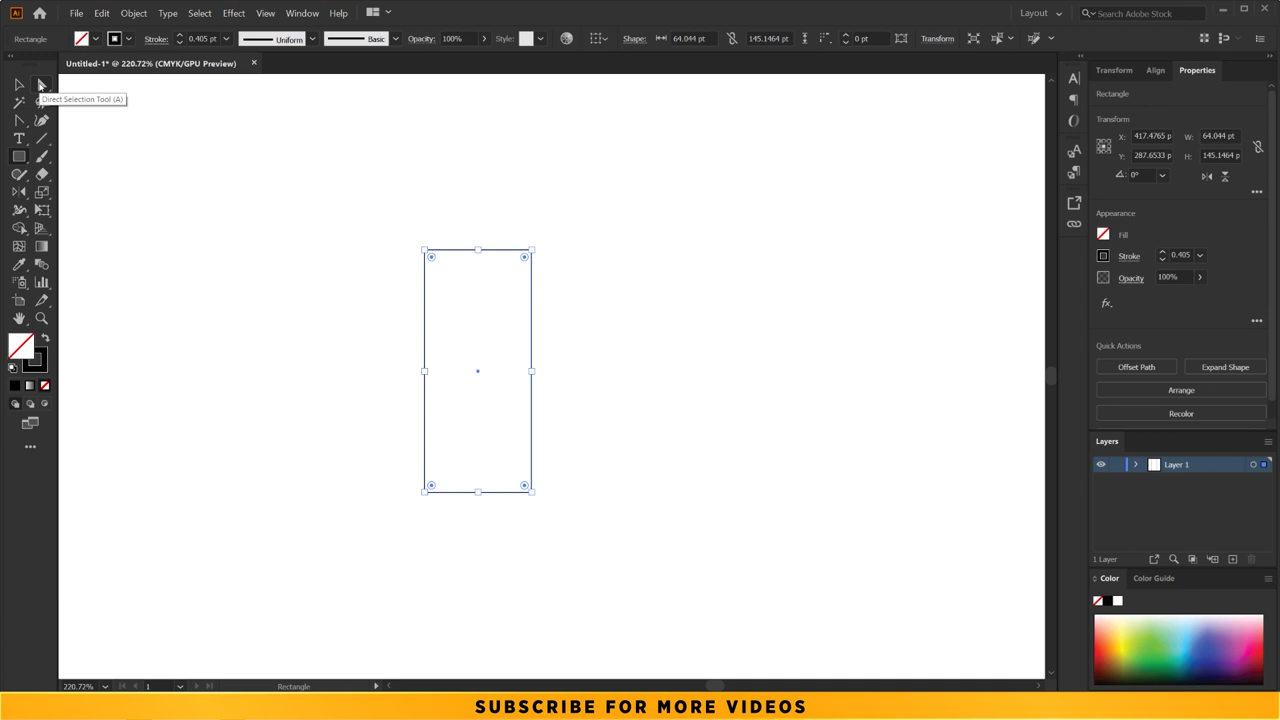 File Edit Object Type Select Effect View Window Help
Layout
Search Adobe Stock
Rectangle
Stroke:
0.405 pt
Uniform
Basic
Opacity:
100%
Style:
Shape:
64.044 pt
145.1464 pt
0 pt
Transform
Untitled-1* @ 220.72% (CMYK/GPU Preview)
Direct Selection Tool (A)
Transform
Align
Properties
Rectangle
Transform
X:
417.4765 p
W:
64.044 pt
Y:
287.6533 p
H:
145.1464 p
0°
Appearance
Fill
Stroke
0.405
Opacity
100%
Quick Actions
Offset Path
Expand Shape
Arrange
Recolor
Layers
Layer 1
1 Layer
Color
Color Guide
220.72%
1
Rectangle
SUBSCRIBE FOR MORE VIDEOS